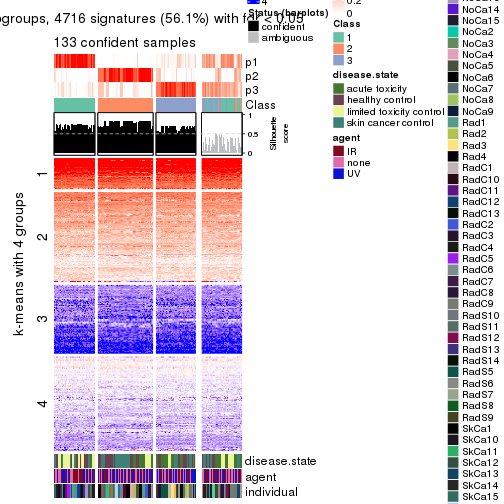 groups, 4716 signatures (56.1%) with fdr < 0.05
133 confident samples
p1
p2
p3
Class
1
0.5
0
Silhouette
score
k-means with 4 groups
1
2
3
4
disease.state
agent
individual
4
Status (barplots)
confident
ambiguous
0.2
0
Class
1
2
3
disease.state
acute toxicity
healthy control
limited toxicity control
skin cancer control
agent
IR
none
UV
NoCa14
NoCa15
NoCa2
NoCa3
NoCa4
NoCa5
NoCa6
NoCa7
NoCa8
NoCa9
Rad1
Rad2
Rad3
Rad4
RadC1
RadC10
RadC11
RadC12
RadC13
RadC2
RadC3
RadC4
RadC5
RadC6
RadC7
RadC8
RadC9
RadS10
RadS11
RadS12
RadS13
RadS14
RadS5
RadS6
RadS7
RadS8
RadS9
SkCa1
SkCa10
SkCa11
SkCa12
SkCa13
SkCa14
SkCa15